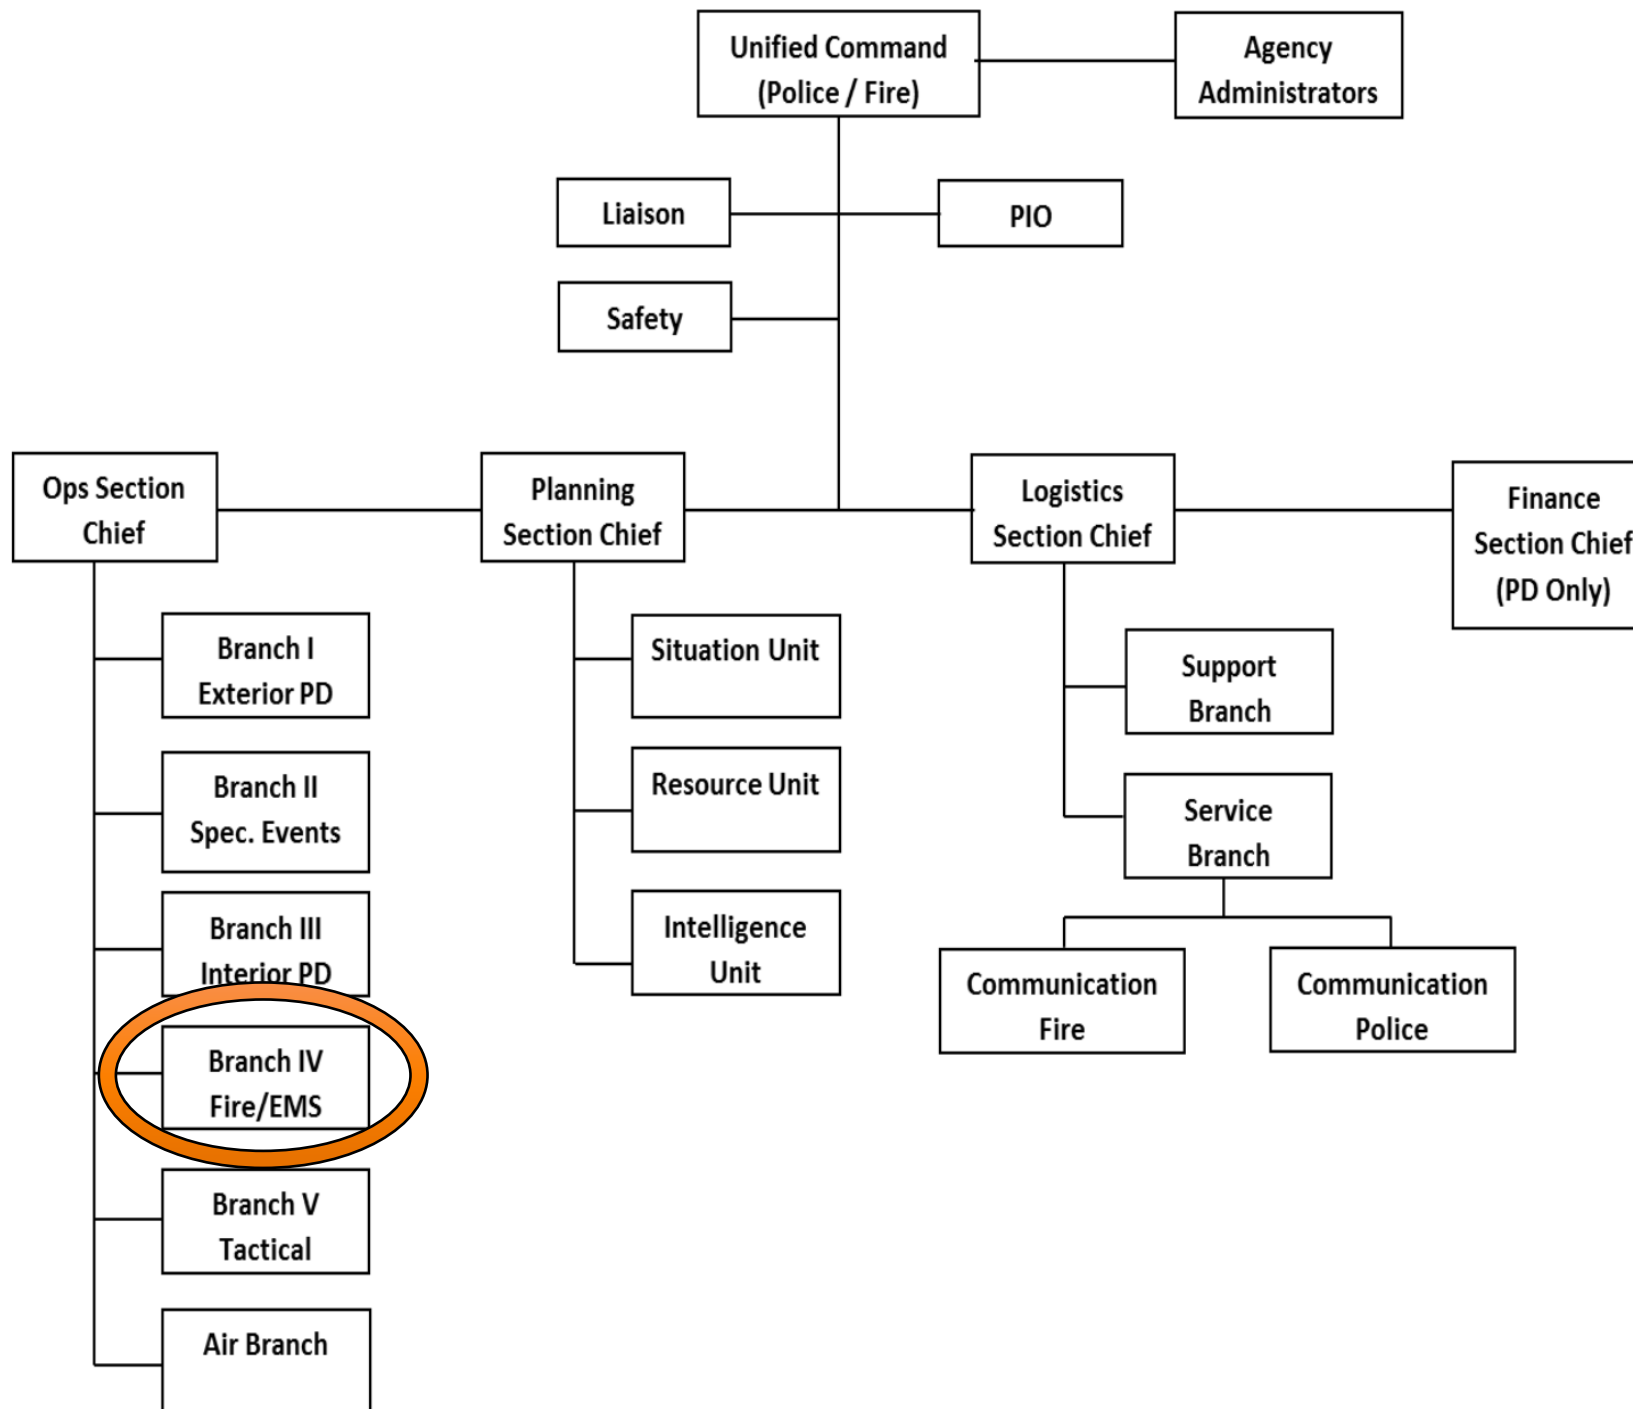 Unified Command
(Police / Fire)
Agency
Administrators
Liaison
PIO
Safety
Ops Section
Chief
Planning
Section Chief
Logistics
Section Chief
Finance
Section Chief
(PD Only)
Branch I
Exterior PD
Branch II
Spec. Events
Branch III
Interior PD
Branch IV
Fire/EMS
Branch V
Tactical
Air Branch
Situation Unit
Resource Unit
Intelligence
Unit
Support
Branch
Service
Branch
Communication
Fire
Communication
Police